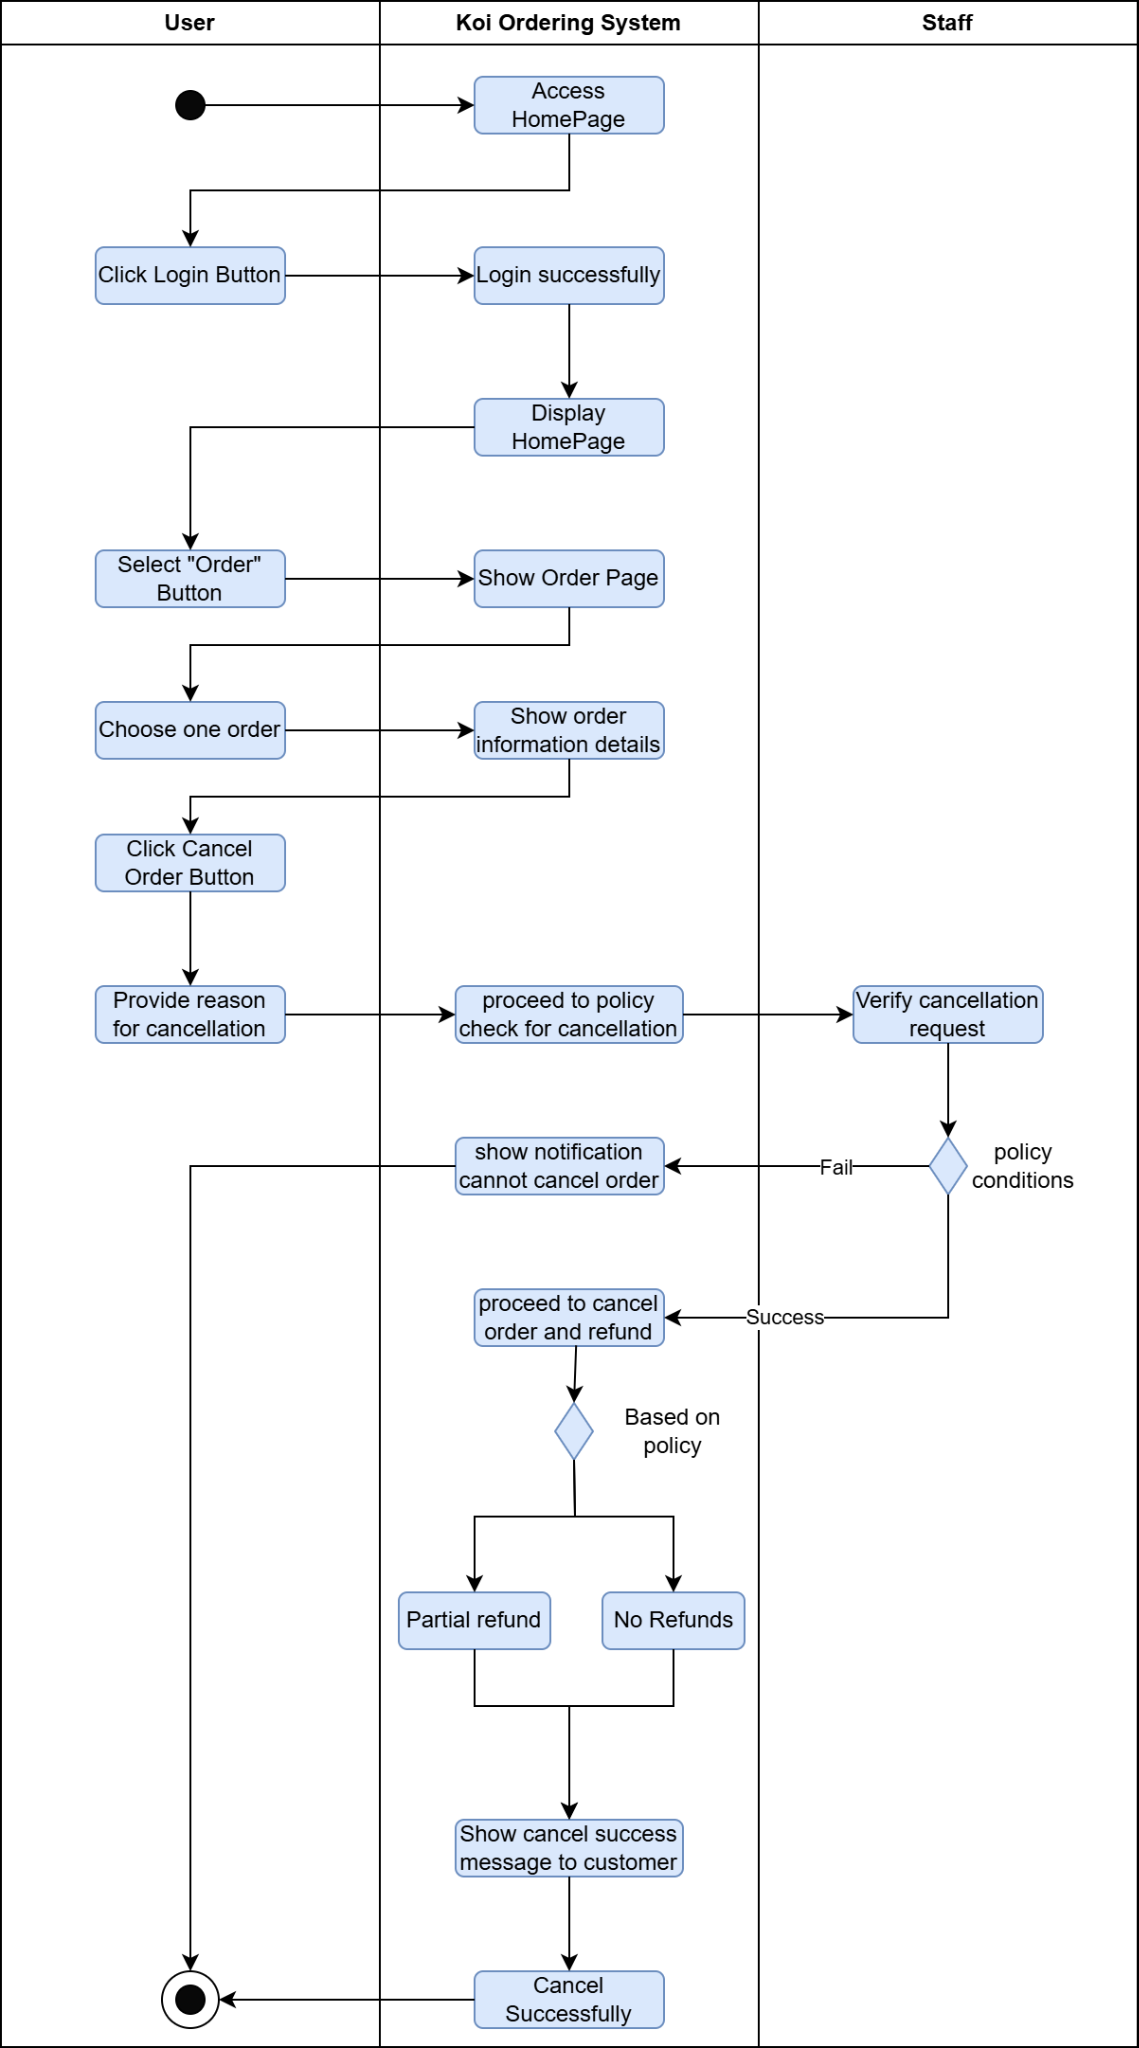 User
Koi Ordering System
Staff
Access
HomePage
Click Login Button
Login successfully
Display
HomePage
Select "Order"
Button
Show Order Page
Choose one order
Show order
information details
Click Cancel
Order Button
Provide reason
for cancellation
proceed to policy
check for cancellation
Verify cancellation
request
show notification
cannot cancel order
Fail
policy
conditions
proceed to cancel
order and refund
Success
Based on
policy
Partial refund
No Refunds
Show cancel success
message to customer
Cancel
Successfully